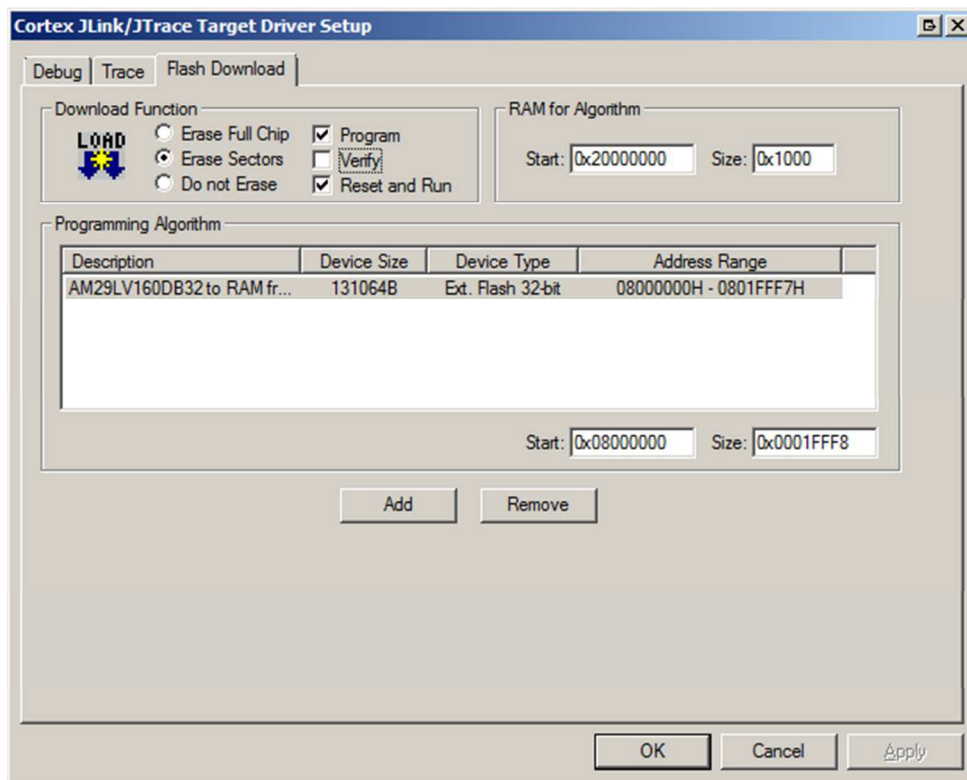 Cortex JLink/JTrace Target Driver Setup
Debug Trace Flash Download
Download Function
LOAD
Erase Full Chip
Erase Sectors
Do not Erase
Program
Verify
Reset and Run
RAM for Algorithm
Start: 0x20000000 Size: 0x1000
Programming Algorithm
Description Device Size Device Type Address Range
AM29LV160DB32 to RAM fr... 131064B Ext. Flash 32-bit 08000000H - 0801FFF7H
Start: 0x08000000 Size: 0x0001FFF8
Add Remove
OK Cancel Apply